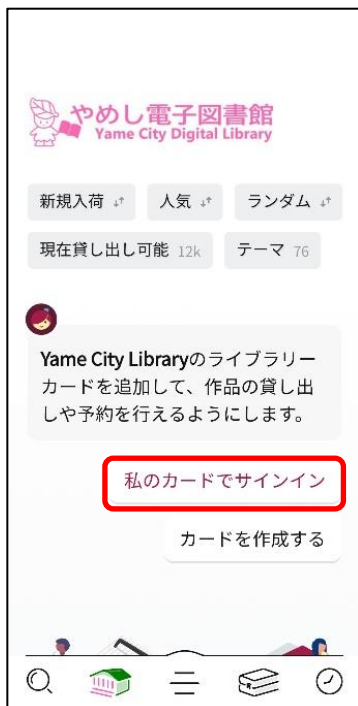 やめし電子図書館
Yame City Digital Library
新規入荷 人気 ランダム
現在貸し出し可能 12k テーマ 76
Yame City Libraryのライブラリー
カードを追加して、作品の貸し出
しや予約を行えるようにします。
私のカードでサインイン
カードを作成する